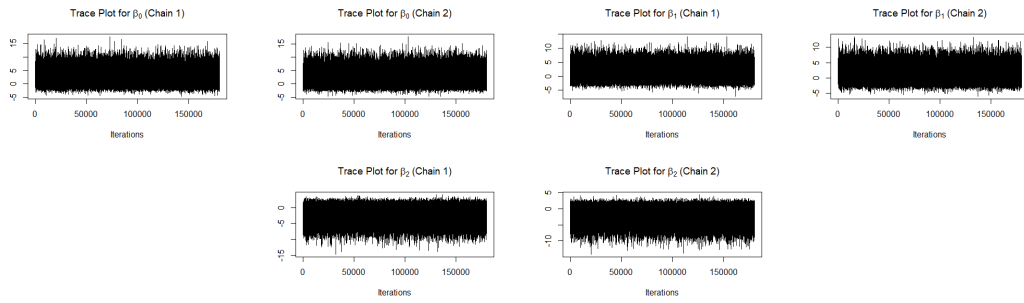 Trace Plot for β₀ (Chain 1)
15
5
0
-5
0 50000 100000 150000
Iterations
Trace Plot for β₀ (Chain 2)
15
5
0
-5
0 50000 100000 150000
Iterations
Trace Plot for β₁ (Chain 1)
10
5
0
-5
0 50000 100000 150000
Iterations
Trace Plot for β₁ (Chain 2)
10
5
0
-5
0 50000 100000 150000
Iterations
Trace Plot for β₂ (Chain 1)
0
-5
-15
0 50000 100000 150000
Iterations
Trace Plot for β₂ (Chain 2)
5
0
-10
0 50000 100000 150000
Iterations